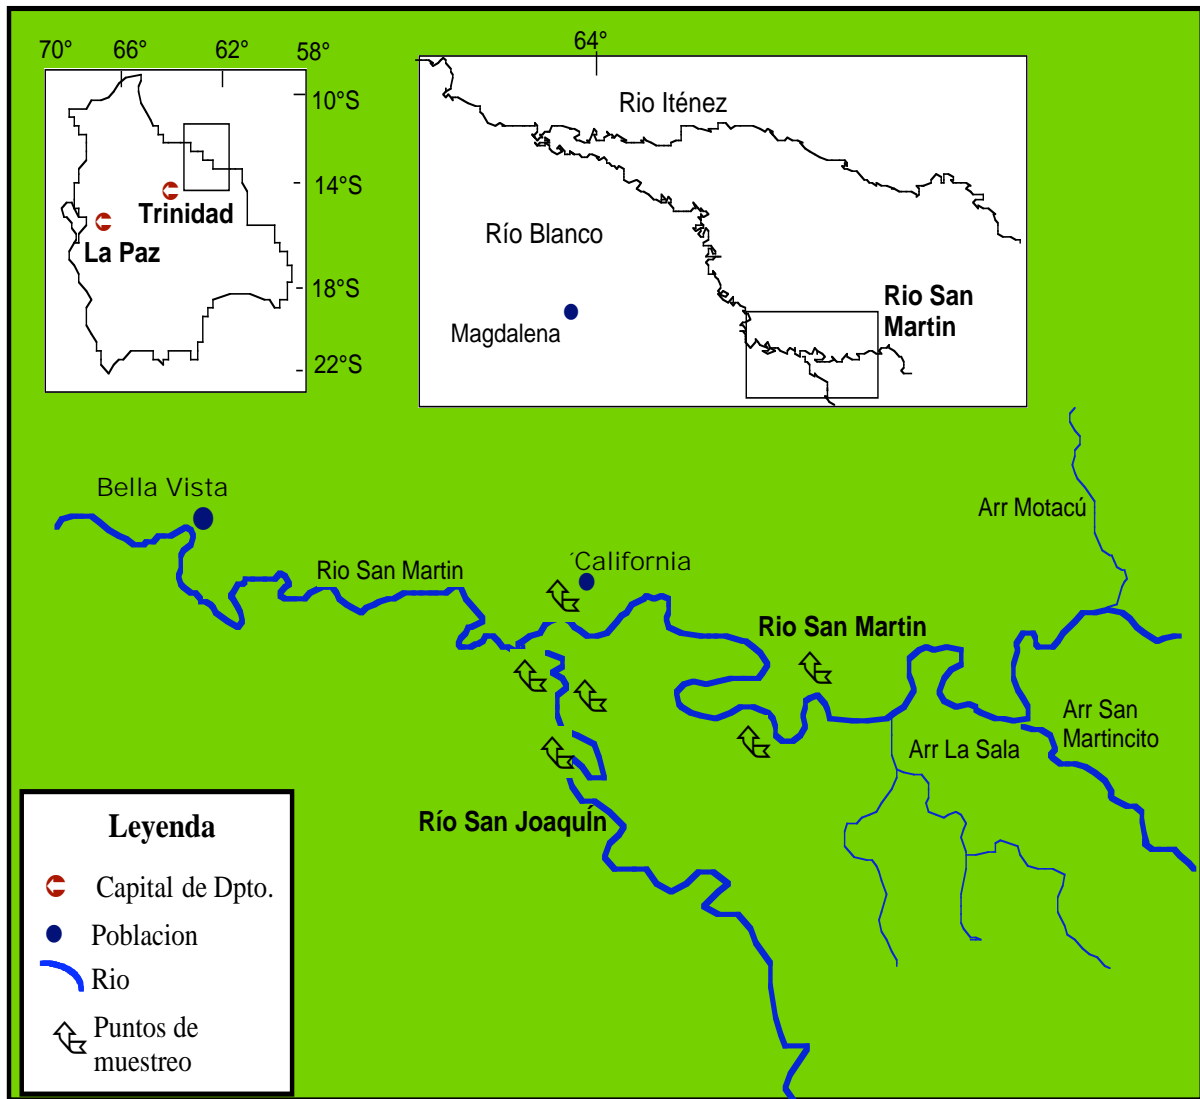 70°
66°
62°
58°
10°S
14°S
18°S
22°S
Trinidad
La Paz
64°
Rio Iténez
Río Blanco
Magdalena
Rio San
Martin
Bella Vista
Rio San Martin
´California
Rio San Martin
Arr Motacú
Arr San
Martincito
Arr La Sala
Río San JoaquÍn
Leyenda
Capital de Dpto.
Poblacion
Rio
Puntos de
muestreo